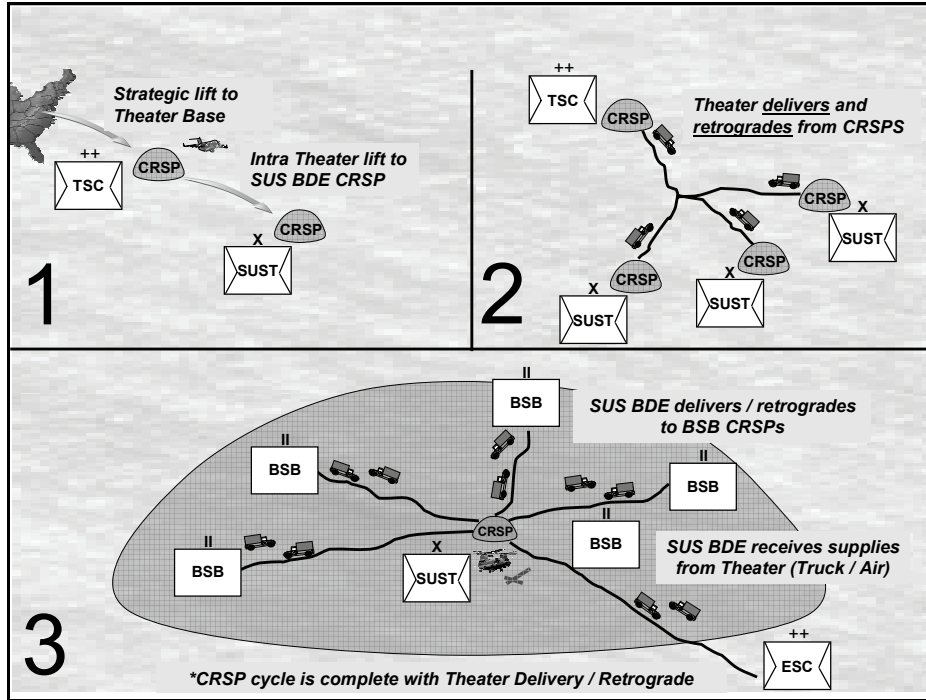 Strategic lift to
Theater Base
++
TSC
CRSP
Intra Theater lift to
SUS BDE CRSP
CRSP
X
SUST
1
++
TSC
CRSP
Theater delivers and
retrogrades from CRSPS
CRSP
X
SUST
CRSP
X
SUST
CRSP
X
SUST
2
II
BSB
SUS BDE delivers / retrogrades
to BSB CRSPs
II
BSB
II
BSB
CRSP
II
BSB
II
BSB
X
SUST
SUS BDE receives supplies
from Theater (Truck / Air)
++
ESC
3
*CRSP cycle is complete with Theater Delivery / Retrograde